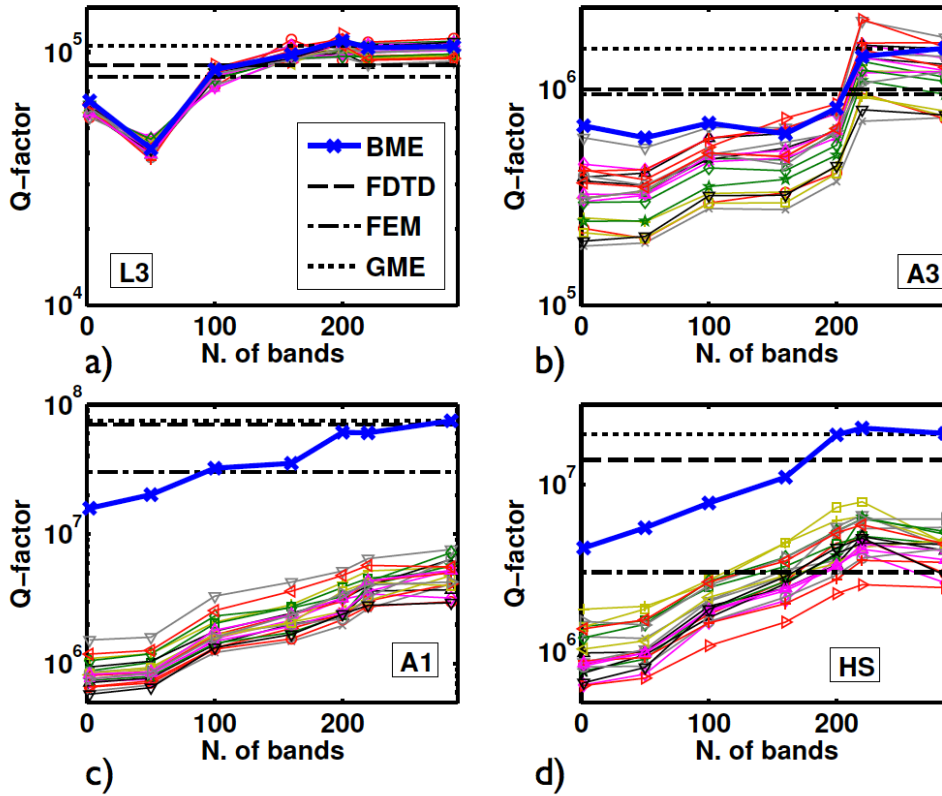 Q-factor
10^5
10^4
BME
FDTD
FEM
GME
L3
0
100
200
N. of bands
a)
Q-factor
10^6
10^5
A3
0
100
200
N. of bands
b)
Q-factor
10^8
10^7
10^6
A1
0
100
200
N. of bands
c)
Q-factor
10^7
10^6
HS
0
100
200
N. of bands
d)